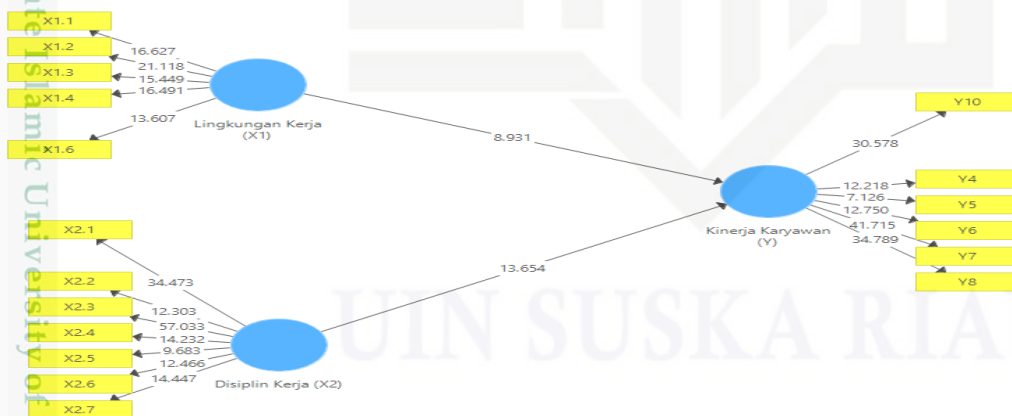 X1.1
X1.2
X1.3
X1.4
X1.6
16.627
21.118
15.449
16.491
13.607
Lingkungan Kerja
(X1)
8.931
X2.1
X2.2
X2.3
X2.4
X2.5
X2.6
X2.7
34.473
12.303
57.033
14.232
9.683
12.466
14.447
Disiplin Kerja (X2)
13.654
Kinerja Karyawan
(Y)
30.578
12.218
7.126
12.750
41.715
34.789
Y10
Y4
Y5
Y6
Y7
Y8
UIN SUSKA RIA
te Islamic University of